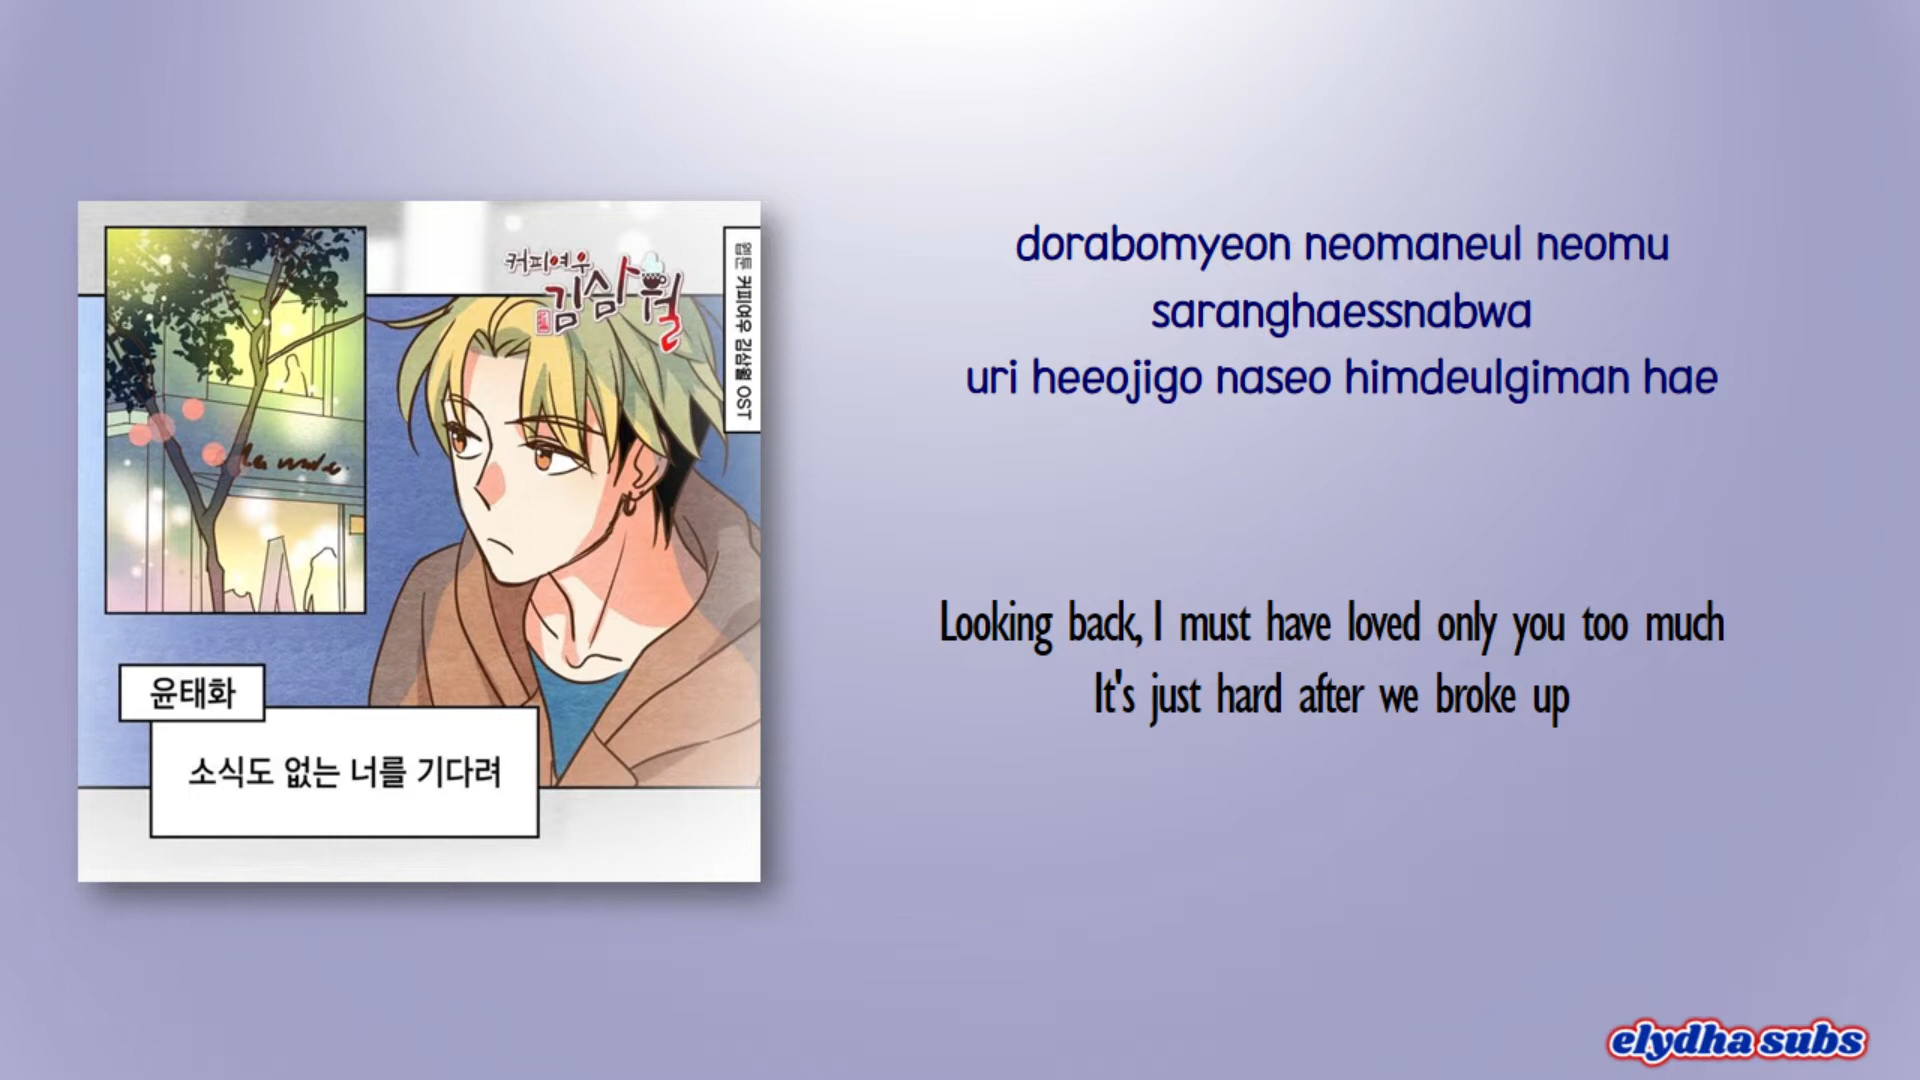 커피여우
김삼월
웹툰 커피여우 김삼월 OST
윤태화
소식도 없는 너를 기다려
dorabomyeon neomaneul neomu
saranghaessnabwa
uri heeojigo naseo himdeulgiman hae
Looking back, I must have loved only you too much
It's just hard after we broke up
elydha subs